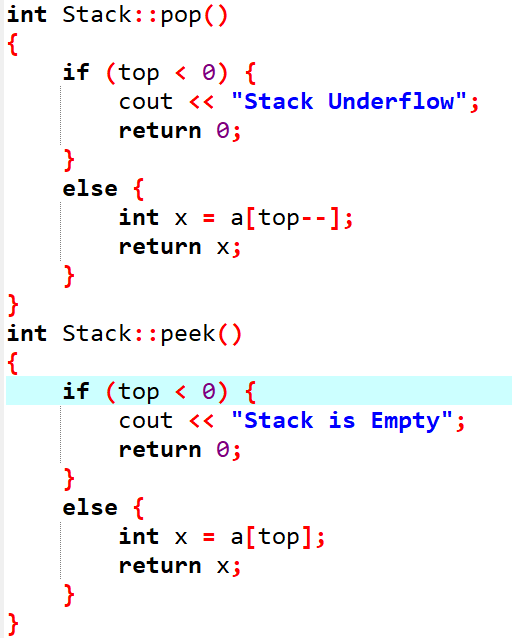 int Stack::pop()
{
    if (top < 0) {
        cout << "Stack Underflow";
        return 0;
    }
    else {
        int x = a[top--];
        return x;
    }
}
int Stack::peek()
{
    if (top < 0) {
        cout << "Stack is Empty";
        return 0;
    }
    else {
        int x = a[top];
        return x;
    }
}